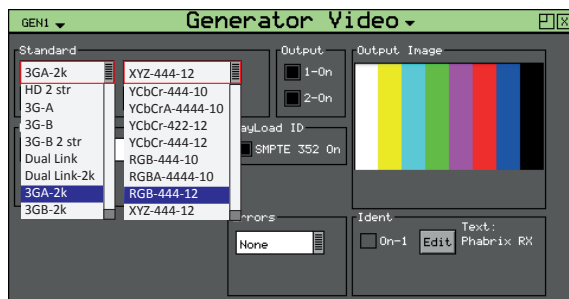 GEN1 Generator Video
Standard
3GA-2k
XYZ-444-12
HD 2 str
3G-A
3G-B
3G-B 2 str
Dual Link
Dual Link-2k
3GA-2k
3GB-2k
YCbCr-444-10
YCbCrA-4444-10
YCbCr-422-12
YCbCr-444-12
RGB-444-10
RGBA-4444-10
RGB-444-12
XYZ-444-12
Output
1-On
2-On
ayLoad ID
SMPTE 352 On
Output Image
rrors
None
Ident
On-1
Edit
Text:
Phabrix RX